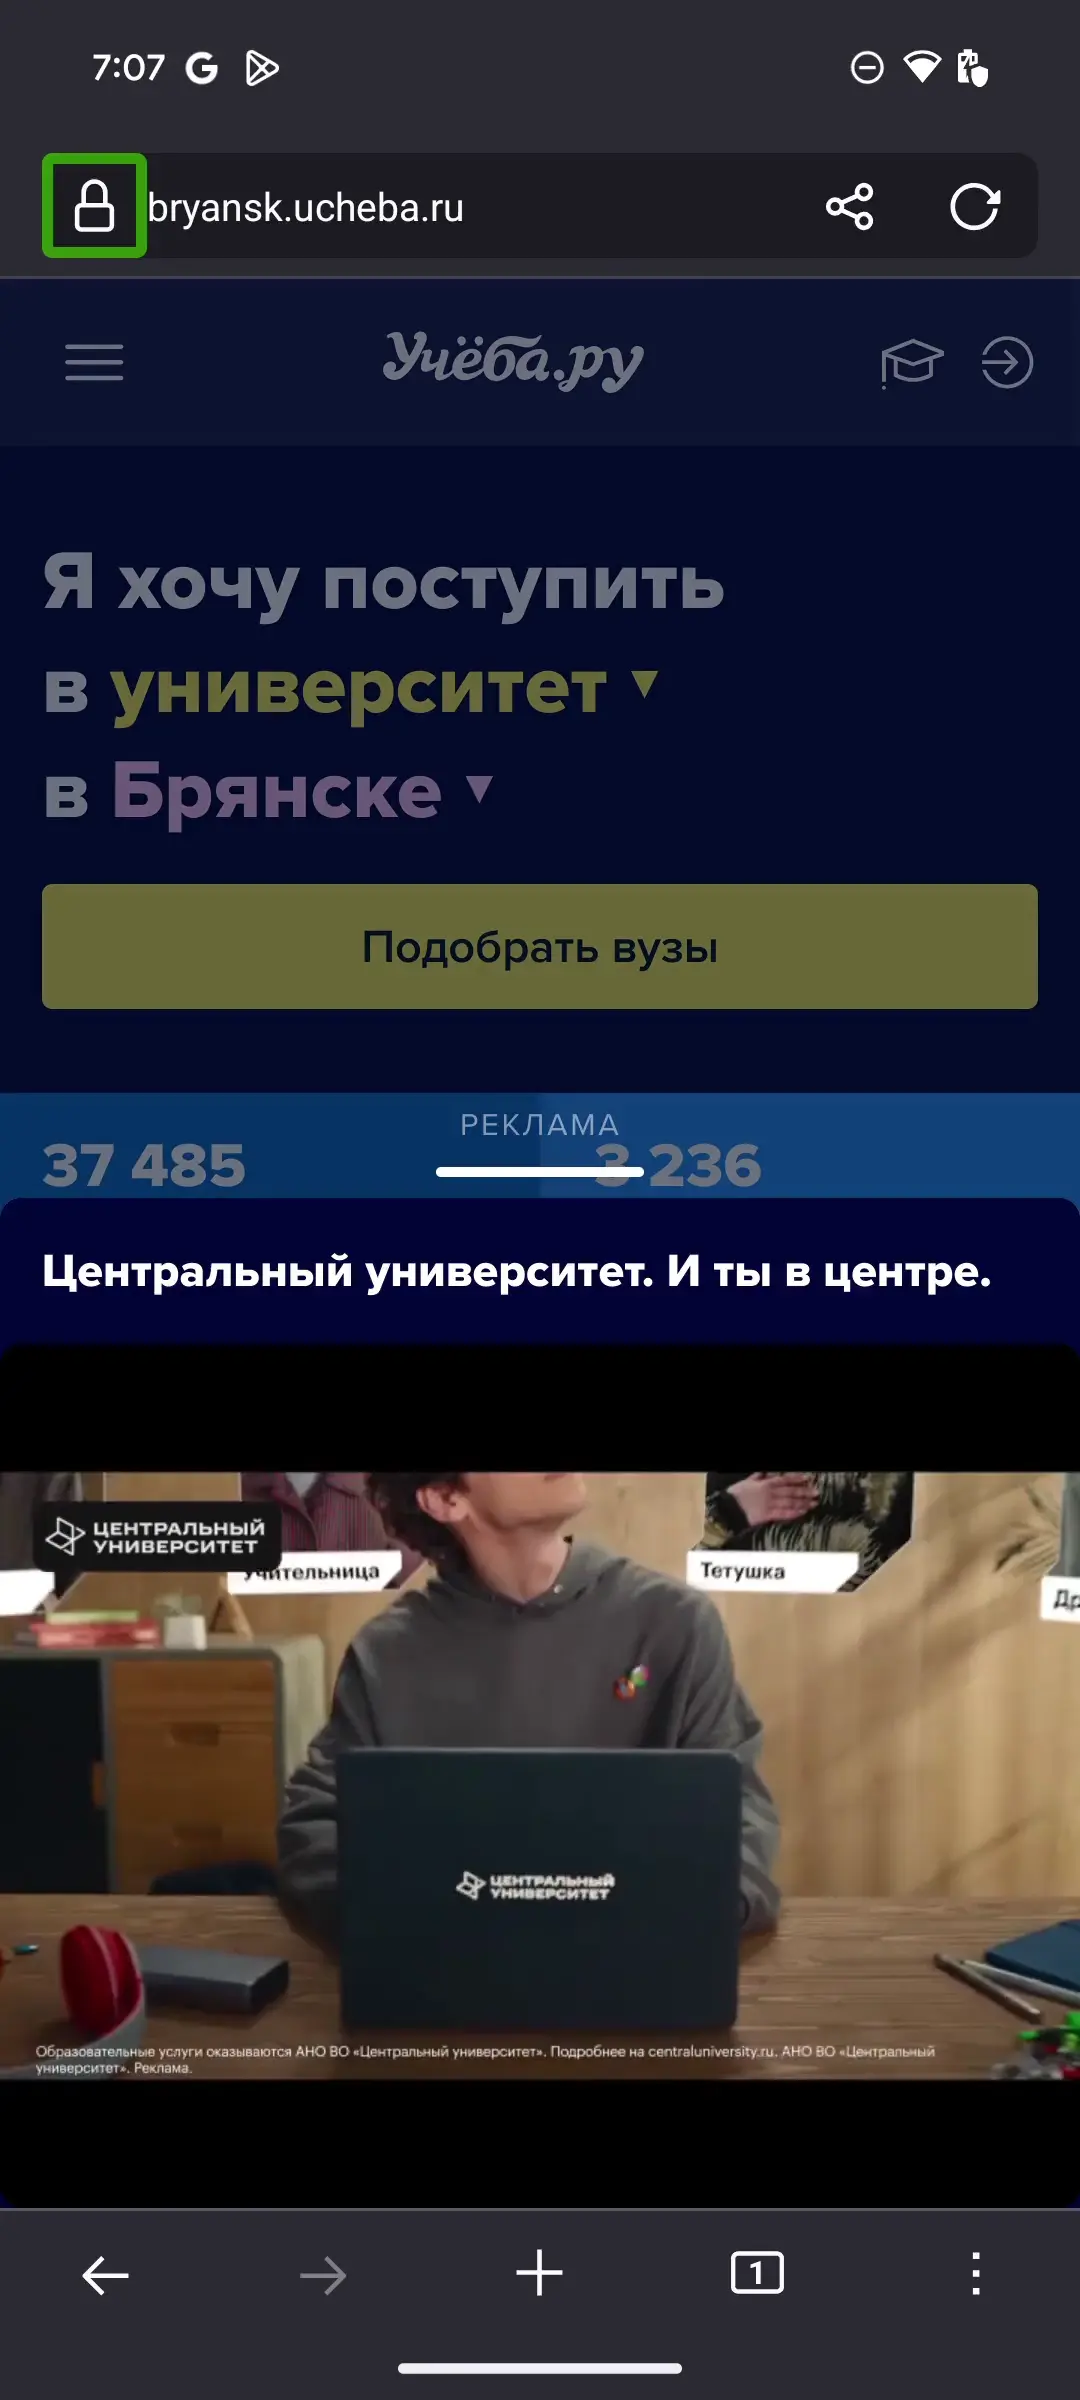 7:07
bryansk.ucheba.ru
Учёба.ру
Я хочу поступить
в университет
в Брянске
Подобрать вузы
РЕКЛАМА
37 485
3 236
Центральный университет. И ты в центре.
ЦЕНТРАЛЬНЫЙ
УНИВЕРСИТЕТ
Учительница
Тетушка
Др
ЦЕНТРАЛЬНЫЙ
УНИВЕРСИТЕТ
Образовательные услуги оказываются АНО ВО «Центральный университет». Подробнее на centraluniversity.ru. АНО ВО «Центральный
университет». Реклама.
1